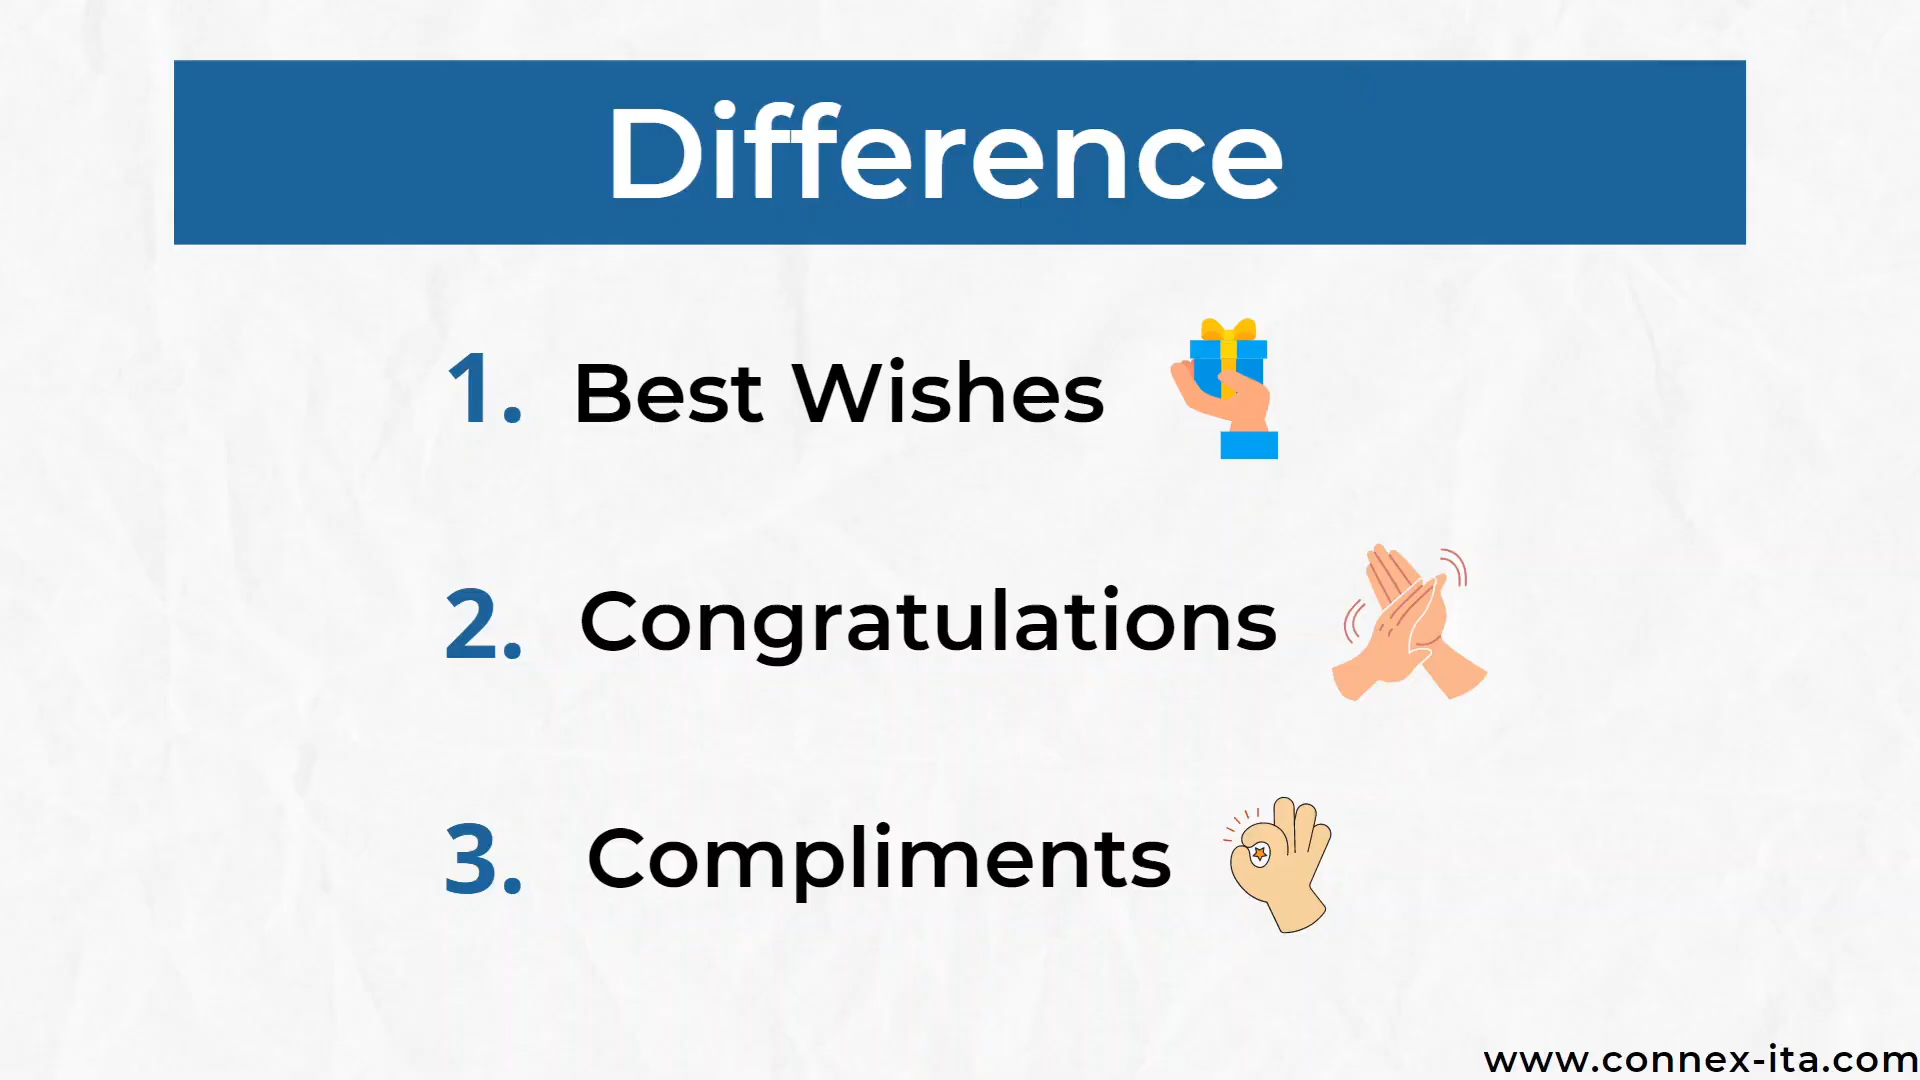 Difference
1. Best Wishes
2. Congratulations
3. Compliments
www.connex-ita.com